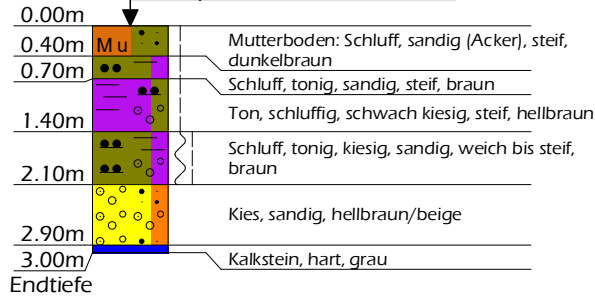 0.00m
Mu
0.40m
Mutterboden: Schluff, sandig (Acker), steif,
dunkelbraun
0.70m
Schluff, tonig, sandig, steif, braun
Ton, schluffig, schwach kiesig, steif, hellbraun
1.40m
Schluff, tonig, kiesig, sandig, weich bis steif,
braun
2.10m
Kies, sandig, hellbraun/beige
2.90m
3.00m
Kalkstein, hart, grau
Endtiefe